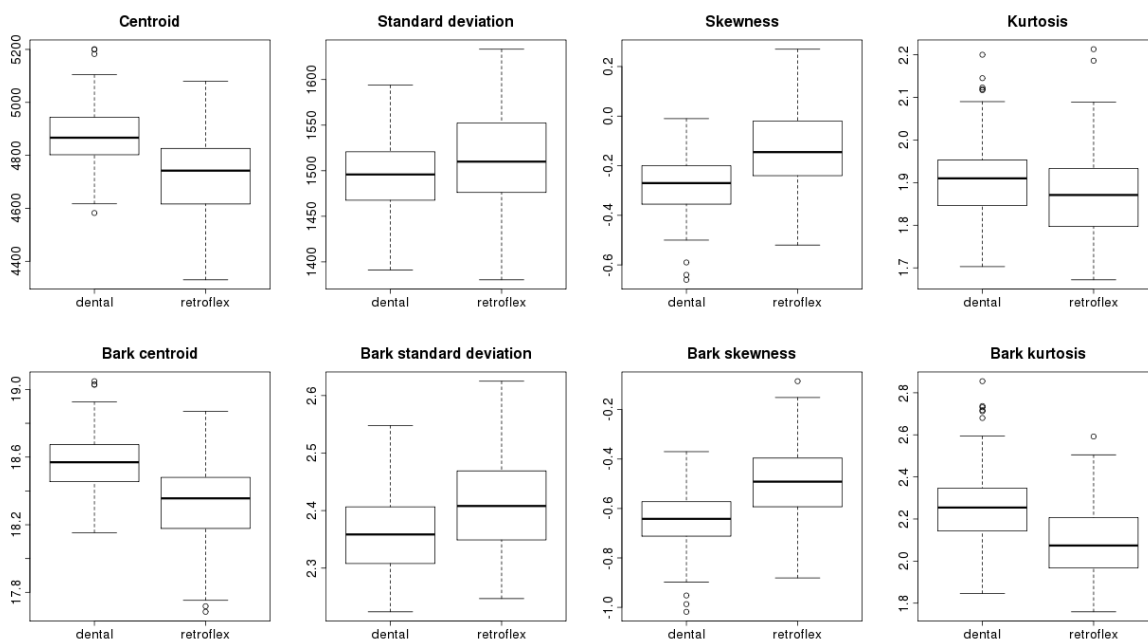 Centroid
5200
5000
4800
4600
4400
dental
retroflex
Standard deviation
1600
1550
1500
1450
1400
dental
retroflex
Skewness
0.2
0.0
-0.2
-0.4
-0.6
dental
retroflex
Kurtosis
2.2
2.1
2.0
1.9
1.8
1.7
dental
retroflex
Bark centroid
19.0
18.6
18.2
17.8
dental
retroflex
Bark standard deviation
2.6
2.5
2.4
2.3
dental
retroflex
Bark skewness
-0.2
-0.4
-0.6
-0.8
-1.0
dental
retroflex
Bark kurtosis
2.8
2.6
2.4
2.2
2.0
1.8
dental
retroflex